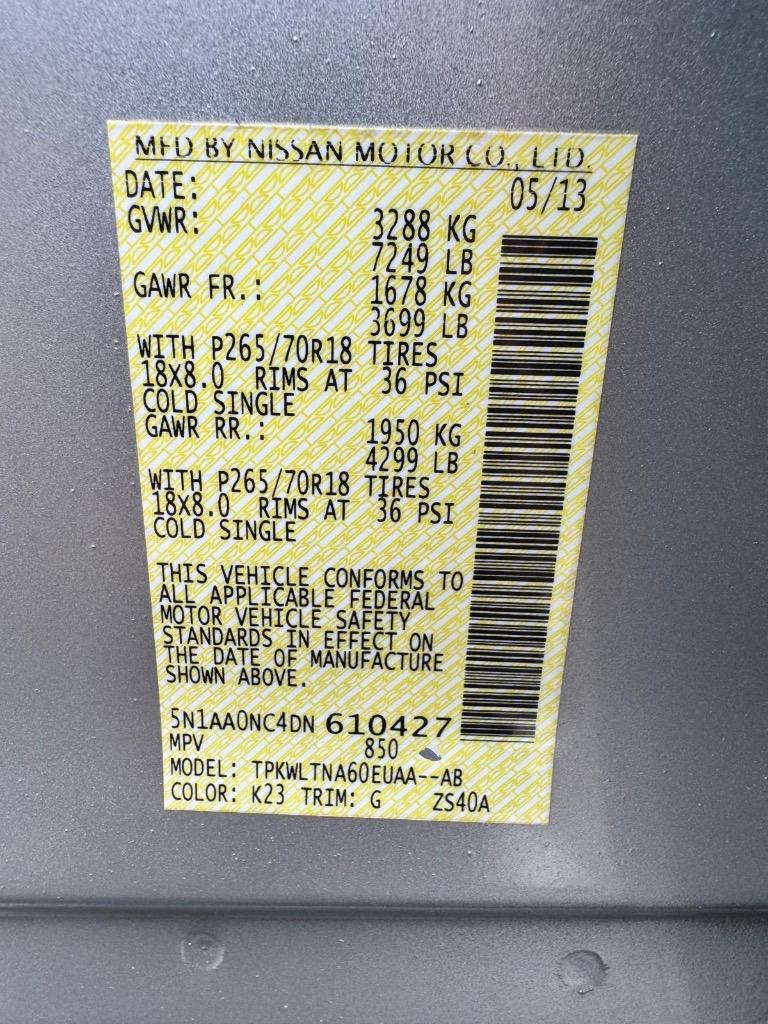 MFD BY NISSAN MOTOR CO., LTD.
DATE: 05/13
GVWR: 3288 KG
7249 LB
GAWR FR.: 1678 KG
3699 LB
WITH P265/70R18 TIRES
18X8.0 RIMS AT 36 PSI
COLD SINGLE
GAWR RR.: 1950 KG
4299 LB
WITH P265/70R18 TIRES
18X8.0 RIMS AT 36 PSI
COLD SINGLE
THIS VEHICLE CONFORMS TO
ALL APPLICABLE FEDERAL
MOTOR VEHICLE SAFETY
STANDARDS IN EFFECT ON
THE DATE OF MANUFACTURE
SHOWN ABOVE.
5N1AA0NC4DN 610427
MPV 850
MODEL: TPKWLTNA60EUAA--AB
COLOR: K23 TRIM: G ZS40A